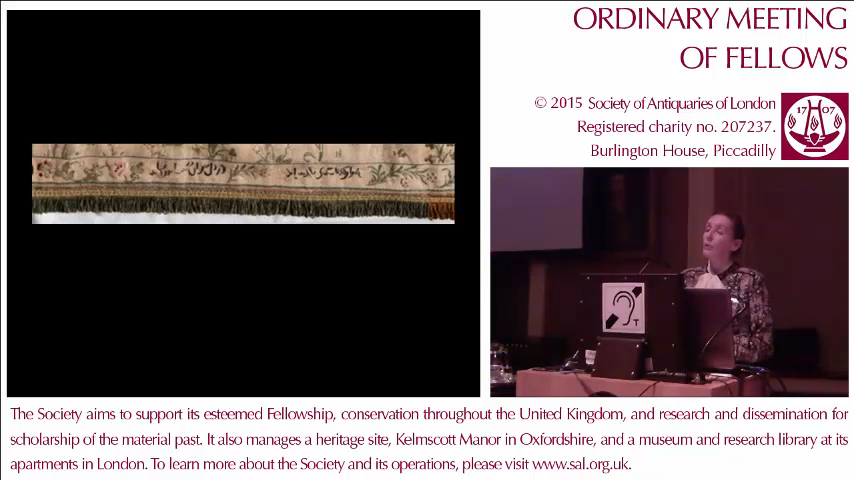 ORDINARY MEETING
OF FELLOWS
© 2015 Society of Antiquaries of London
Registered charity no. 207237.
Burlington House, Piccadilly
17 07
T
The Society aims to support its esteemed Fellowship, conservation throughout the United Kingdom, and research and dissemination for
scholarship of the material past. It also manages a heritage site, Kelmscott Manor in Oxfordshire, and a museum and research library at its
apartments in London. To learn more about the Society and its operations, please visit www.sal.org.uk.